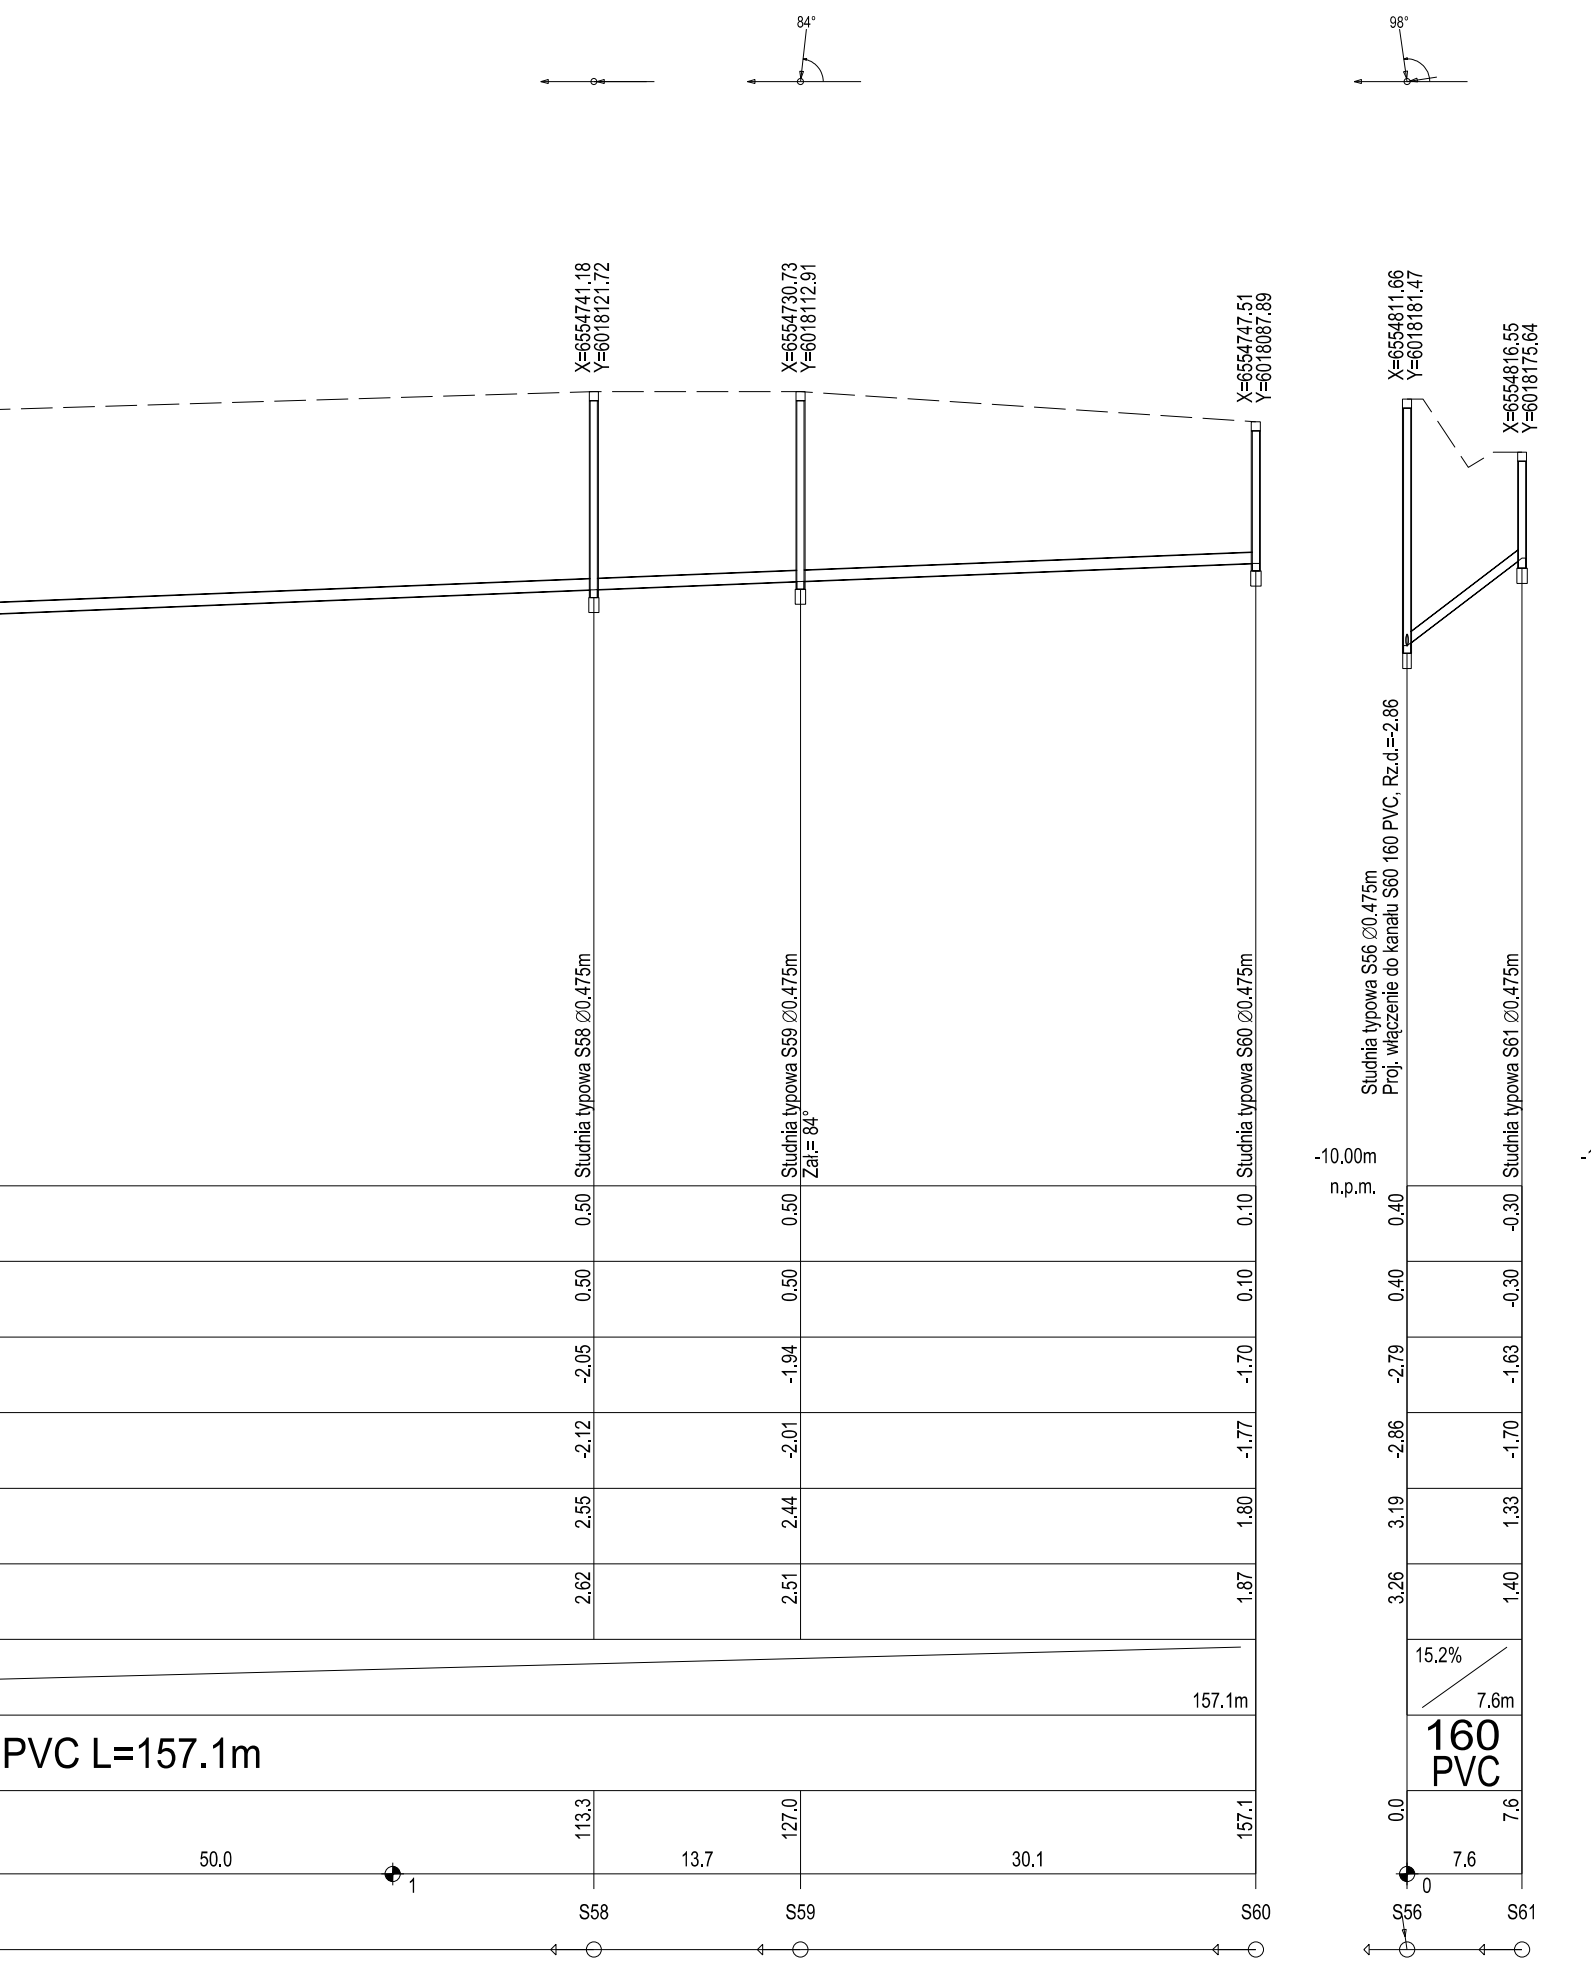 84°
98°
X=6554741.18
Y=6018121.72
X=6554730.73
Y=6018112.91
X=6554747.51
Y=6018087.89
X=6554811.66
Y=6018181.47
X=6554816.55
Y=6018175.64
Studnia typowa S58 Ø0.475m
Studnia typowa S59 Ø0.475m
Zał.= 84°
Studnia typowa S60 Ø0.475m
Studnia typowa S56 Ø0.475m
Proj. włączenie do kanału S60 160 PVC, Rz.d.=-2.86
Studnia typowa S61 Ø0.475m
-10.00m
n.p.m.
0.50 0.50 0.10 0.40 -0.30
0.50 0.50 0.10 0.40 -0.30
-2.05 -1.94 -1.70 -2.79 -1.63
-2.12 -2.01 -1.77 -2.86 -1.70
2.55 2.44 1.80 3.19 1.33
2.62 2.51 1.87 3.26 1.40
15.2%
157.1m 7.6m
PVC L=157.1m
160
PVC
113.3 127.0 157.1 0.0 7.6
50.0 13.7 30.1 7.6
1 0
S58 S59 S60 S56 S61